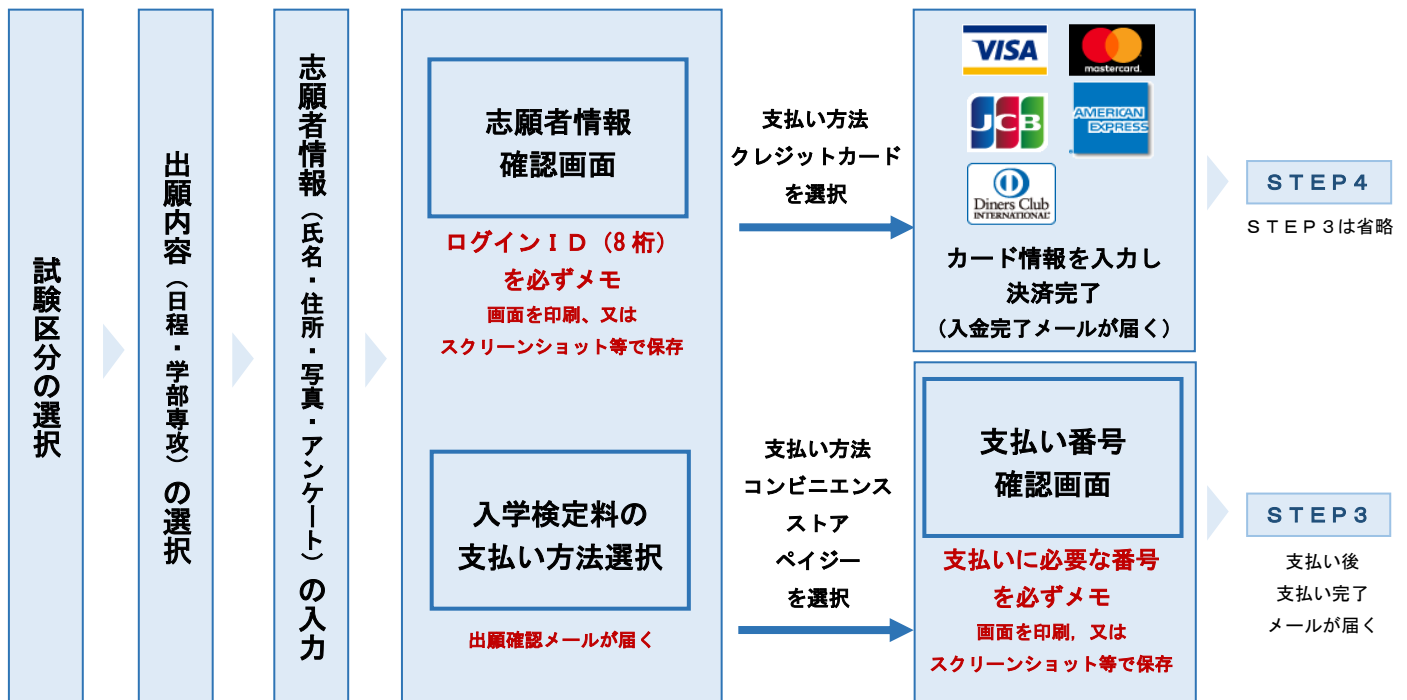 試験区分の選択
出願内容（日程・学部専攻）の選択
志願者情報（氏名・住所・写真・アンケート）の入力
志願者情報
確認画面
ログインＩＤ（8桁）
を必ずメモ
画面を印刷、又は
スクリーンショット等で保存
入学検定料の
支払い方法選択
出願確認メールが届く
支払い方法
クレジットカード
を選択
VISA
mastercard.
JCB
AMERICAN
EXPRESS
Diners Club
INTERNATIONAL
カード情報を入力し
決済完了
（入金完了メールが届く）
ＳＴＥＰ４
ＳＴＥＰ３は省略
支払い方法
コンビニエンス
ストア
ペイジー
を選択
支払い番号
確認画面
支払いに必要な番号
を必ずメモ
画面を印刷，又は
スクリーンショット等で保存
ＳＴＥＰ３
支払い後
支払い完了
メールが届く